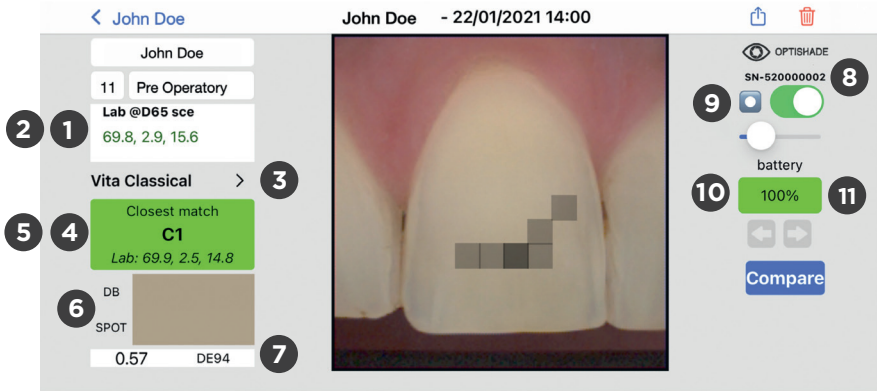 John Doe
John Doe - 22/01/2021 14:00
John Doe
11 Pre Operatory
Lab @D65 sce
69.8, 2.9, 15.6
2 1
Vita Classical >
3
Closest match
C1
Lab: 69.9, 2.5, 14.8
5 4
DB
6
SPOT
0.57 DE94
7
OPTISHADE
SN-520000002
8
9
battery
10
100%
11
Compare